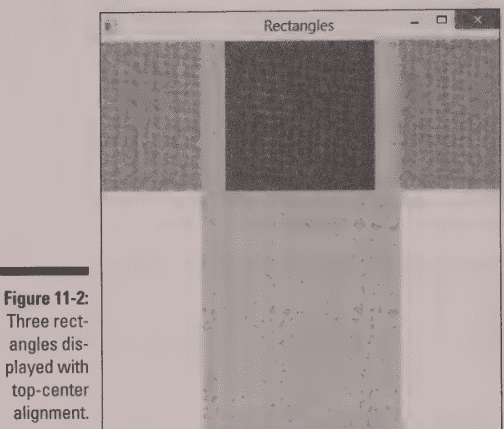 Rectangles
Figure 11-2:
Three rect-
angles dis-
played with
top-center
alignment.